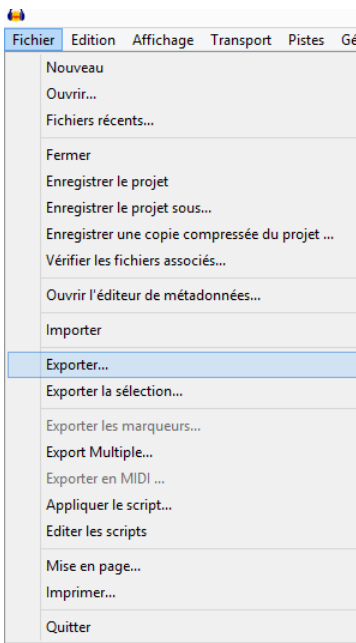 Fichier Edition Affichage Transport Pistes Gé
Nouveau
Ouvrir...
Fichiers récents...
Fermer
Enregistrer le projet
Enregistrer le projet sous...
Enregistrer une copie compressée du projet ...
Vérifier les fichiers associés...
Ouvrir l'éditeur de métadonnées...
Importer
Exporter...
Exporter la sélection...
Exporter les marqueurs...
Export Multiple...
Exporter en MIDI ...
Appliquer le script...
Editer les scripts
Mise en page...
Imprimer...
Quitter